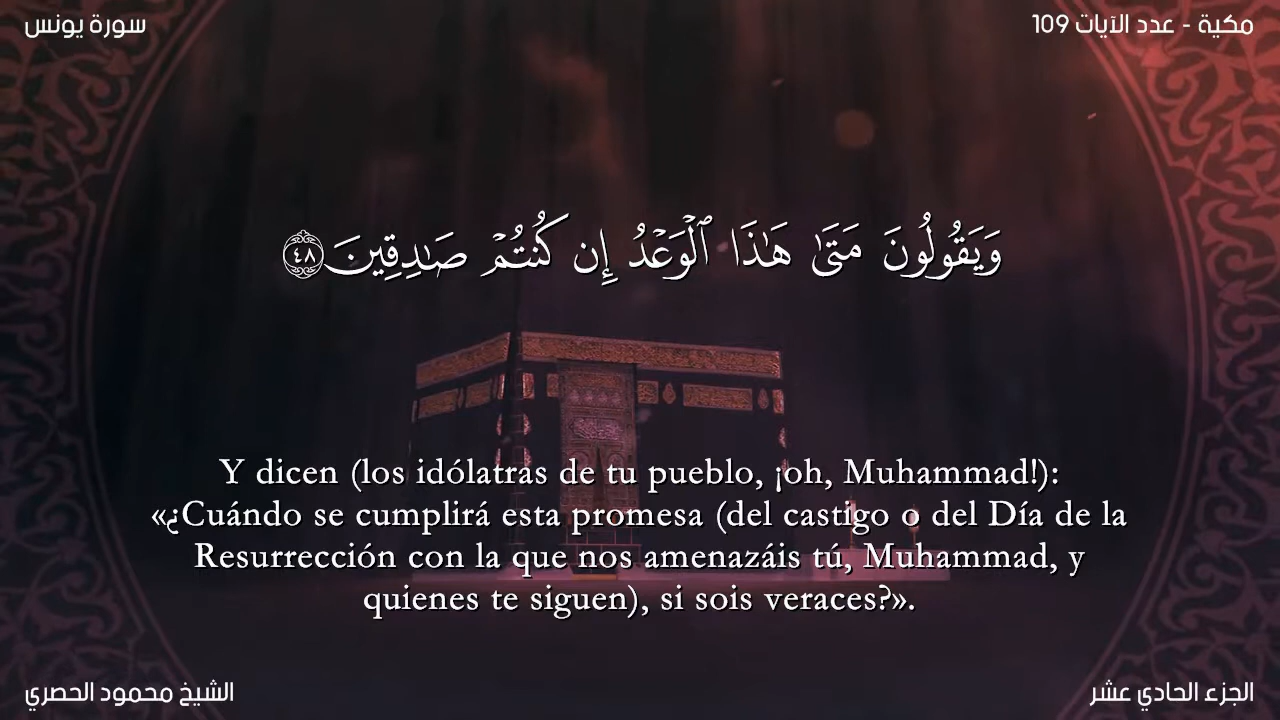 سورة يونس
مكية - عدد الآيات 109
وَيَقُولُونَ مَتَىٰ هَـٰذَا ٱلْوَعْدُ إِن كُنتُمْ صَـٰدِقِينَ ٤٨
Y dicen (los idólatras de tu pueblo, ¡oh, Muhammad!):
«¿Cuándo se cumplirá esta promesa (del castigo o del Día de la
Resurrección con la que nos amenazáis tú, Muhammad, y
quienes te siguen), si sois veraces?».
الشيخ محمود الحصري
الجزء الحادي عشر